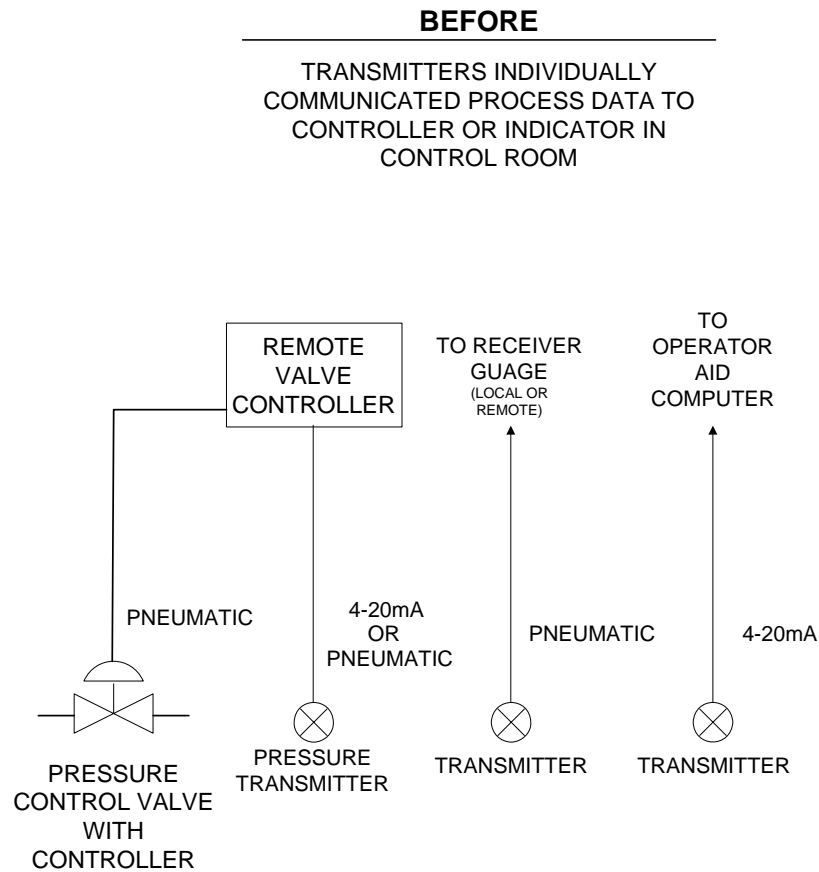 BEFORE
TRANSMITTERS INDIVIDUALLY
COMMUNICATED PROCESS DATA TO
CONTROLLER OR INDICATOR IN
CONTROL ROOM
REMOTE
VALVE
CONTROLLER
TO RECEIVER
GUAGE
(LOCAL OR
REMOTE)
TO
OPERATOR
AID
COMPUTER
PNEUMATIC
4-20mA
OR
PNEUMATIC
PNEUMATIC
4-20mA
PRESSURE
CONTROL VALVE
WITH
CONTROLLER
PRESSURE
TRANSMITTER
TRANSMITTER
TRANSMITTER